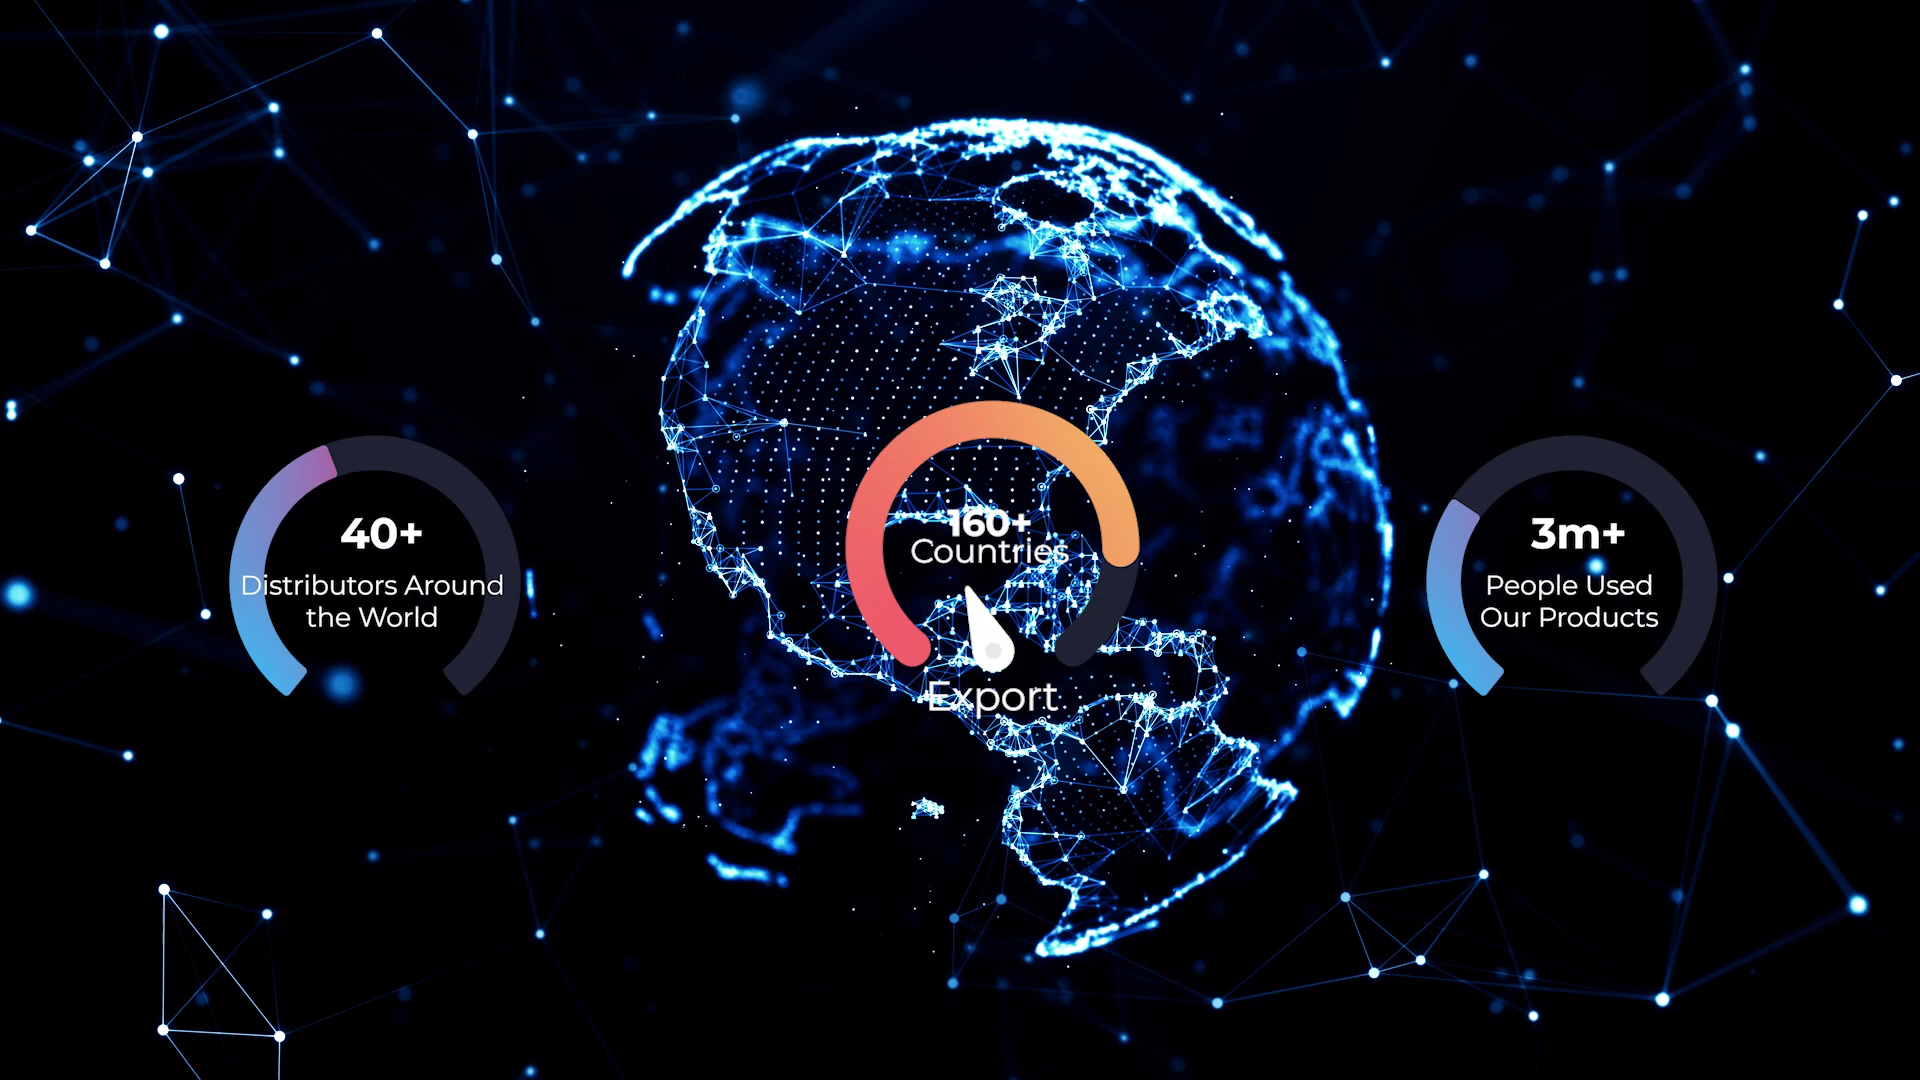 40+
Distributors Around
the World
160+
Countries
Export
3m+
People Used
Our Products